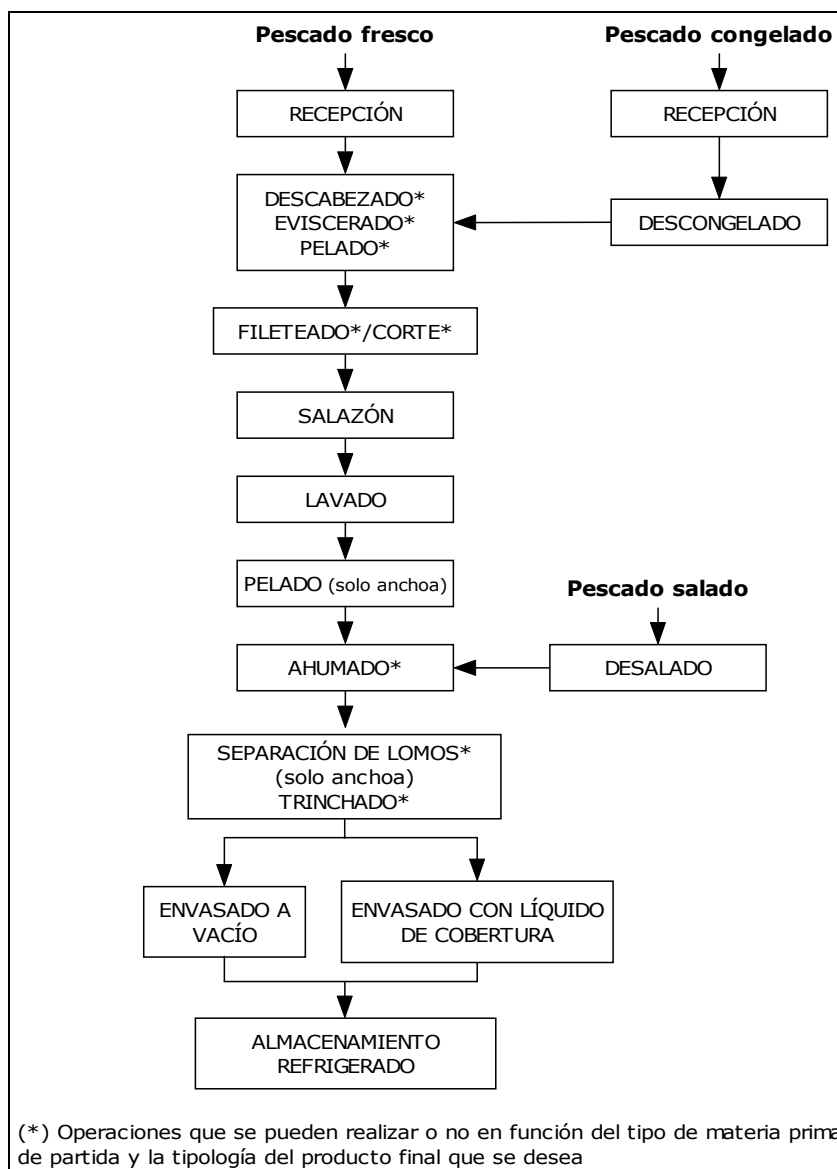 Pescado fresco
Pescado congelado
RECEPCIÓN
RECEPCIÓN
DESCABEZADO*
EVISCERADO*
PELADO*
DESCONGELADO
FILETEADO*/CORTE*
SALAZÓN
LAVADO
PELADO (solo anchoa)
Pescado salado
AHUMADO*
DESALADO
SEPARACIÓN DE LOMOS*
(solo anchoa)
TRINCHADO*
ENVASADO A
VACÍO
ENVASADO CON LÍQUIDO
DE COBERTURA
ALMACENAMIENTO
REFRIGERADO
(*) Operaciones que se pueden realizar o no en función del tipo de materia prima
de partida y la tipología del producto final que se desea